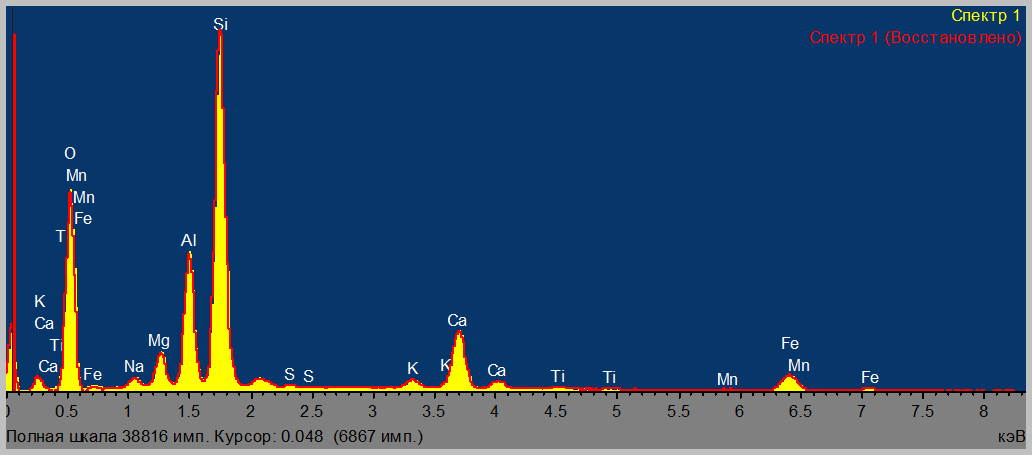 Спектр 1
Si
Спектр 1 (Восстановлено)
O
Mn
Mn
Fe
T
Al
K
Ca
Ca
Fe
Ti
Mg
Ca
Fe
Na
K
K
Ca
S
S
Ti
Ti
Mn
Mn
Fe
0 0.5 1 1.5 2 2.5 3 3.5 4 4.5 5 5.5 6 6.5 7 7.5 8
Полная шкала 38816 имп. Курсор: 0.048 (6867 имп.) кэВ